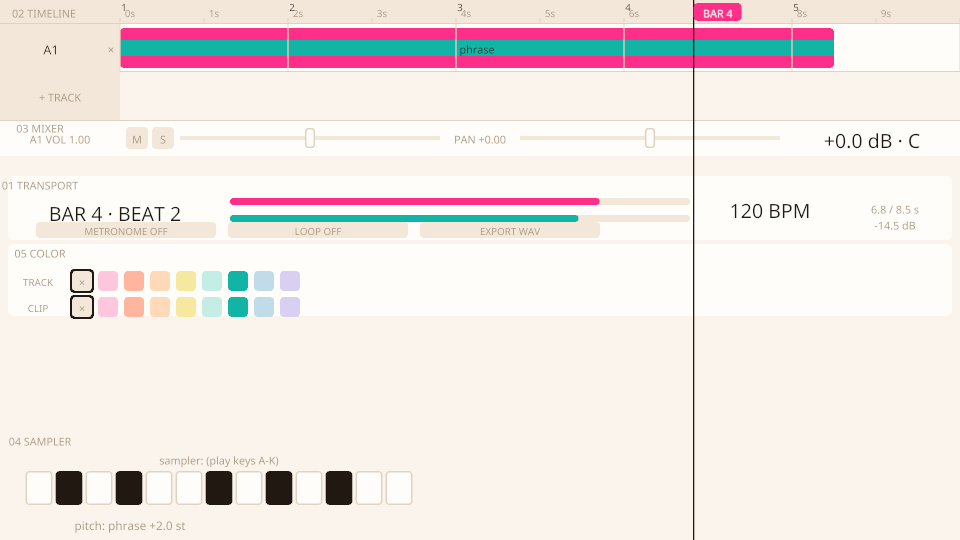 02 TIMELINE
1 2 3 4 5
0s 1s 2s 3s 4s 5s 6s 8s 9s
BAR 4
A1 × phrase
+ TRACK
03 MIXER
A1 VOL 1.00 M S PAN +0.00 +0.0 dB · C
01 TRANSPORT
BAR 4 · BEAT 2 120 BPM 6.8 / 8.5 s
-14.5 dB
METRONOME OFF LOOP OFF EXPORT WAV
05 COLOR
TRACK ×
CLIP ×
04 SAMPLER
sampler: (play keys A-K)
pitch: phrase +2.0 st